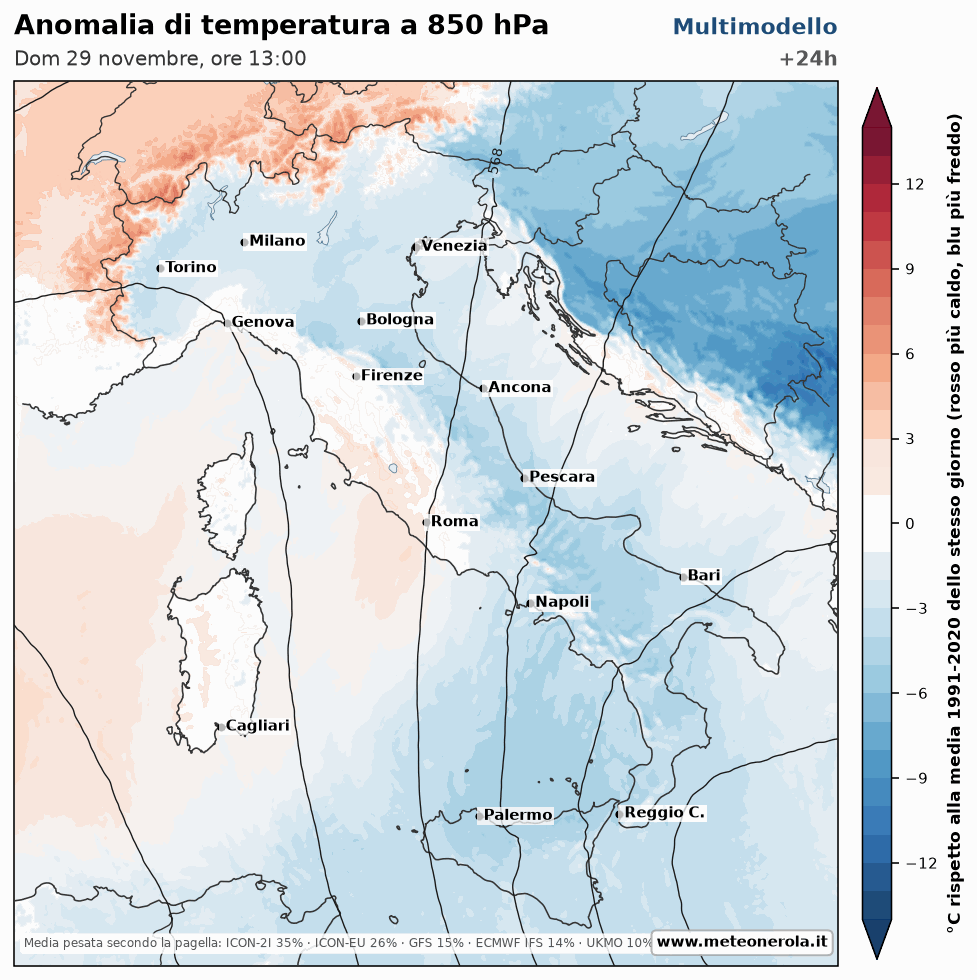 Anomalia di temperatura a 850 hPa
Multimodello
Dom 29 novembre, ore 13:00
+24h
568
Milano
Venezia
Torino
Genova
Bologna
Firenze
Ancona
Pescara
Roma
Bari
Napoli
Cagliari
Palermo
Reggio C.
12
9
6
3
0
−3
−6
−9
−12
°C rispetto alla media 1991-2020 dello stesso giorno (rosso più caldo, blu più freddo)
Media pesata secondo la pagella: ICON-2I 35% · ICON-EU 26% · GFS 15% · ECMWF IFS 14% · UKMO 10%
www.meteonerola.it